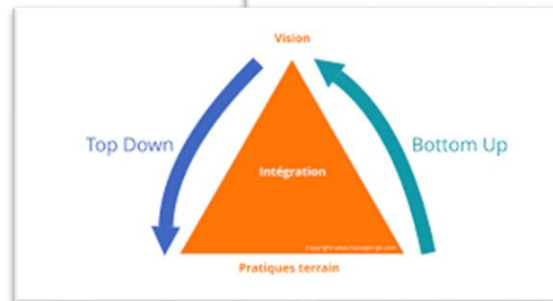 Vision
Top Down
Bottom Up
Intégration
Pratiques terrain